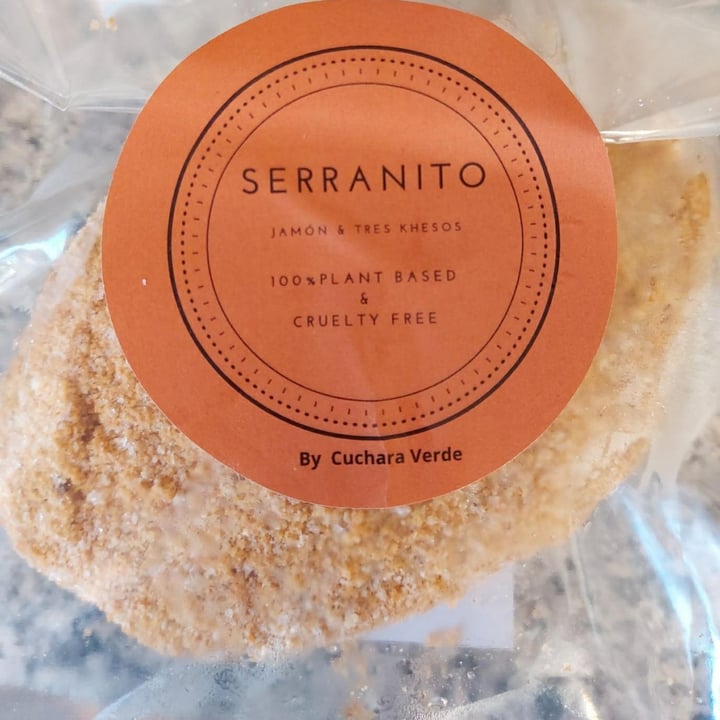 SERRANITO
JAMÓN & TRES KHESOS
100%PLANT BASED
&
CRUELTY FREE
By Cuchara Verde